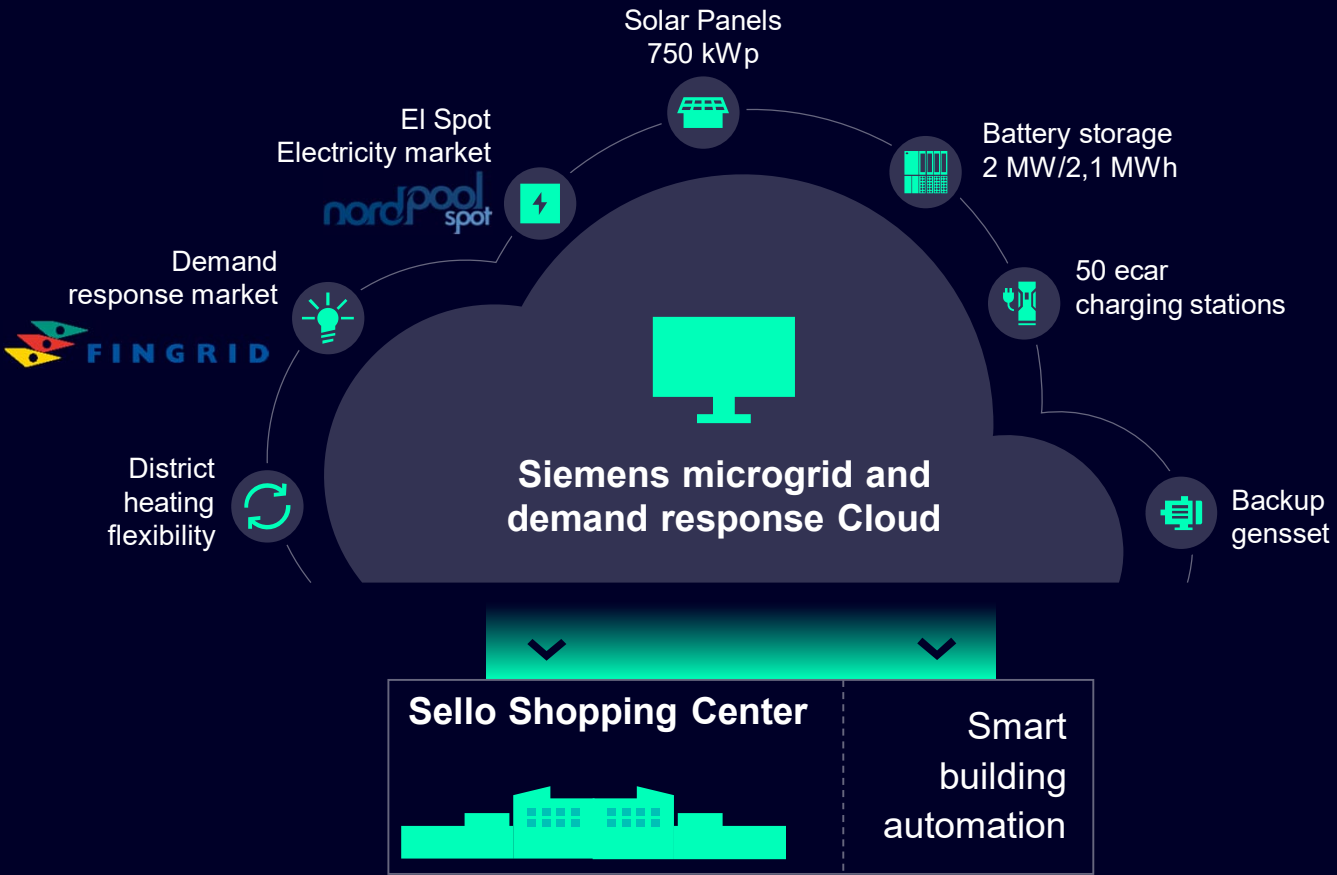 Solar Panels
750 kWp
El Spot
Electricity market
nordpool
spot
Battery storage
2 MW/2,1 MWh
Demand
response market
FINGRID
50 ecar
charging stations
District
heating
flexibility
Siemens microgrid and
demand response Cloud
Backup
gensset
Sello Shopping Center
Smart
building
automation